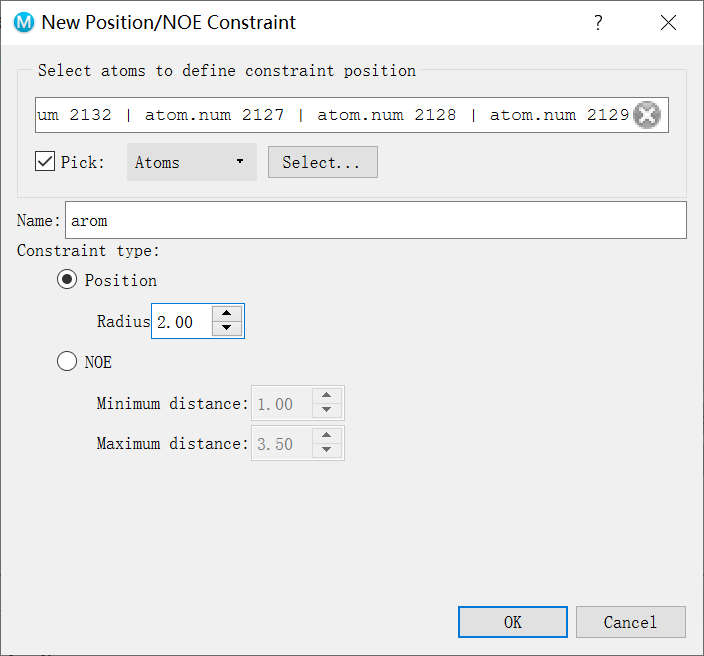 New Position/NOE Constraint
Select atoms to define constraint position
um 2132 | atom.num 2127 | atom.num 2128 | atom.num 2129
Pick: Atoms Select...
Name: arom
Constraint type:
Position
Radius 2.00
NOE
Minimum distance: 1.00
Maximum distance: 3.50
OK Cancel